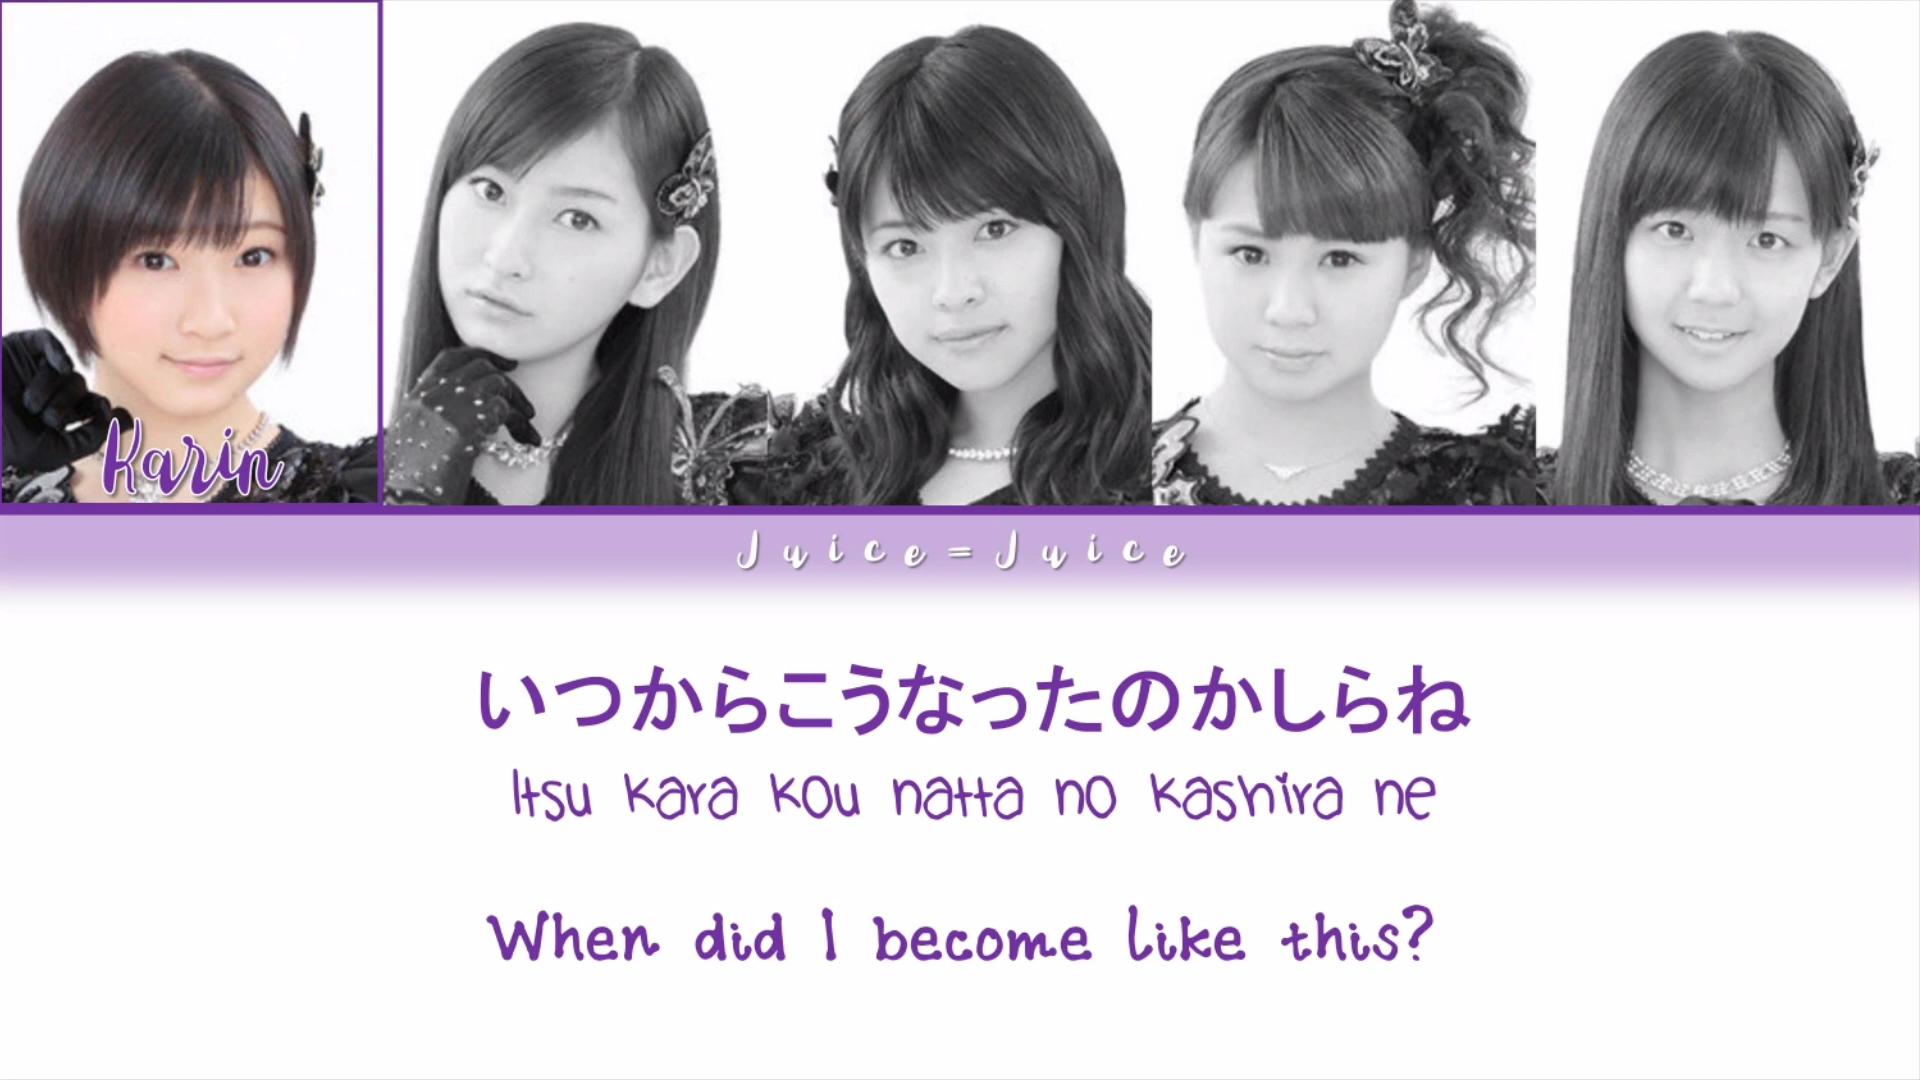 Karin
Juice=Juice
いつからこうなったのかしらね
Itsu kara kou natta no kashira ne
When did I become like this?